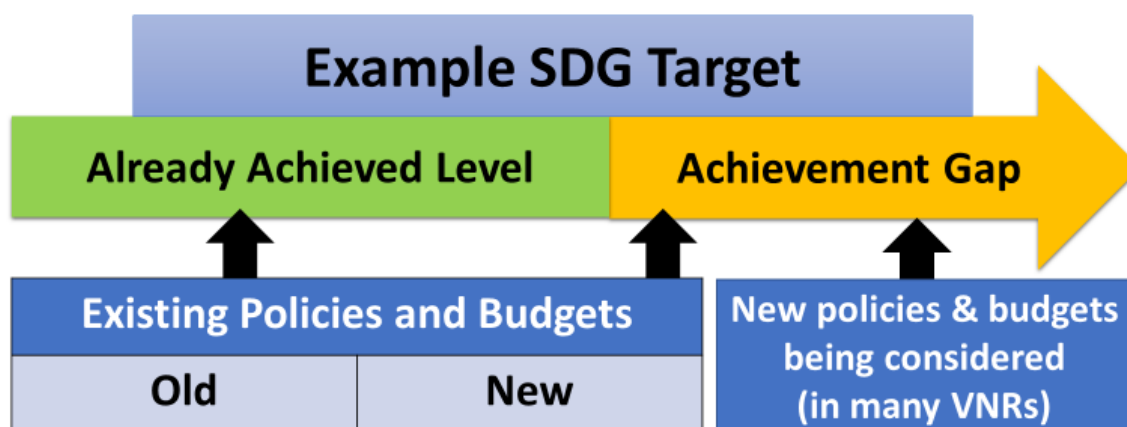 Example SDG Target
Already Achieved Level
Achievement Gap
Existing Policies and Budgets
Old
New
New policies & budgets
being considered
(in many VNRs)